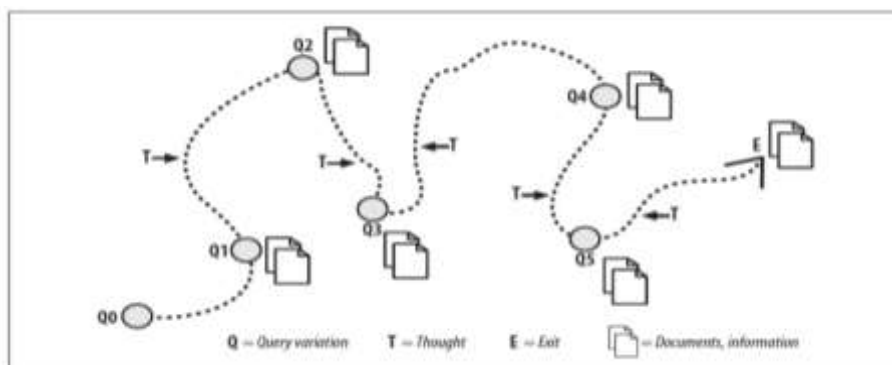 Q2
Q4
T
T
T
E
Q3
T
T
Q1
Q5
Q0
Q = Query variation T = Thought E = Exit = Documents, information